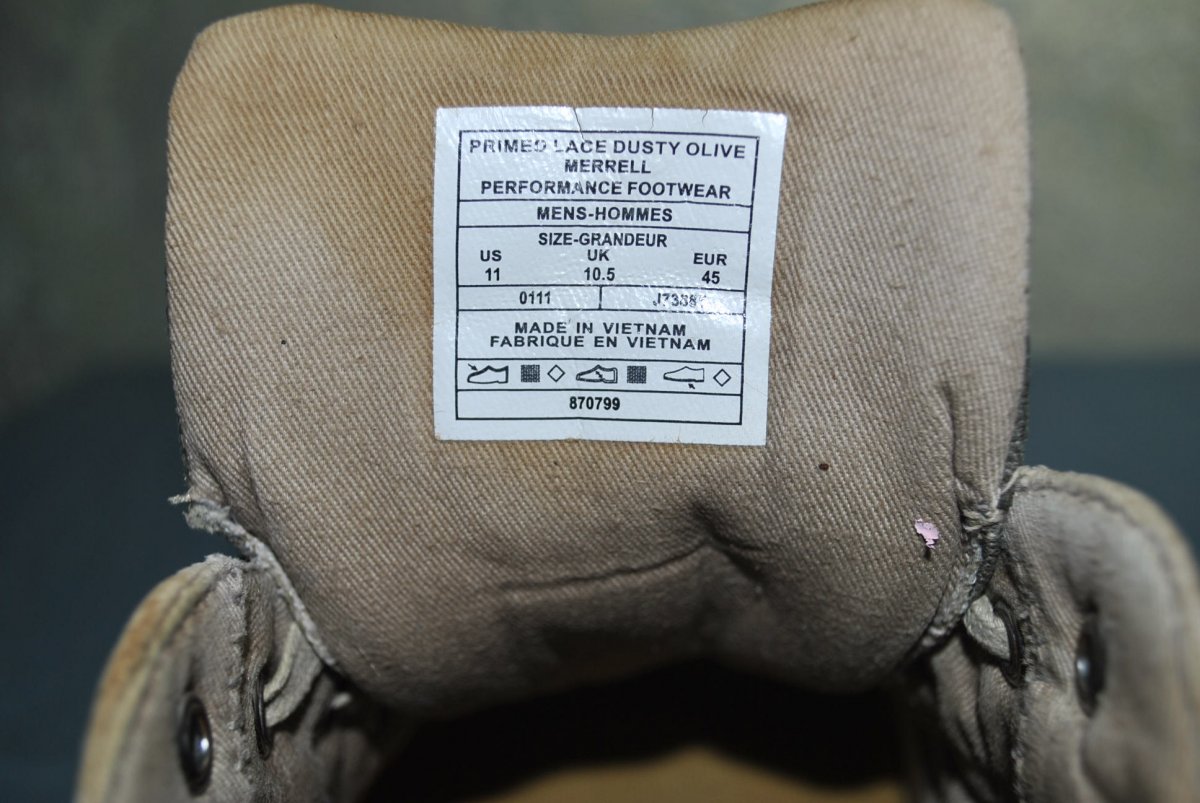 PRIMED LACE DUSTY OLIVE
MERRELL
PERFORMANCE FOOTWEAR
MENS-HOMMES
SIZE-GRANDEUR
US UK EUR
11 10.5 45
0111
MADE IN VIETNAM
FABRIQUE EN VIETNAM
870799